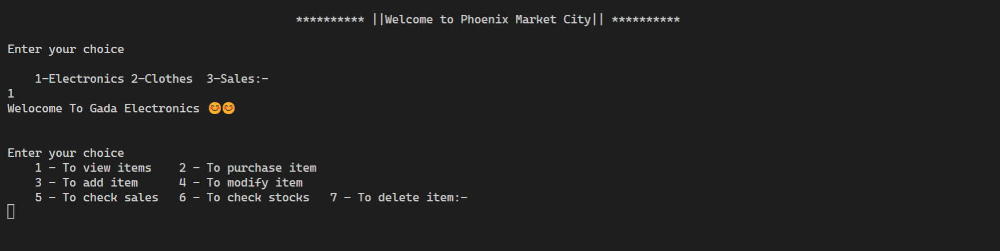 ********** ||Welcome to Phoenix Market City|| **********
Enter your choice
1-Electronics 2-Clothes  3-Sales:-
1
Welocome To Gada Electronics 😊😊
Enter your choice
1 - To view items    2 - To purchase item
3 - To add item      4 - To modify item
5 - To check sales   6 - To check stocks   7 - To delete item:-